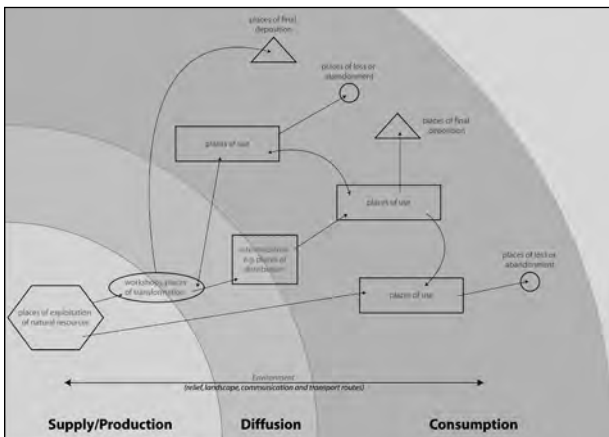 places of final
deposition
places of loss or
abandonment
places of use
places of final
deposition
places of use
e.g. places of
distribution
places of loss or
abandonment
workshops, places
of transformation
places of use
places of exploitation of
natural resources
Environment
(relief, landscape, communication and transport routes)
Supply/Production
Diffusion
Consumption